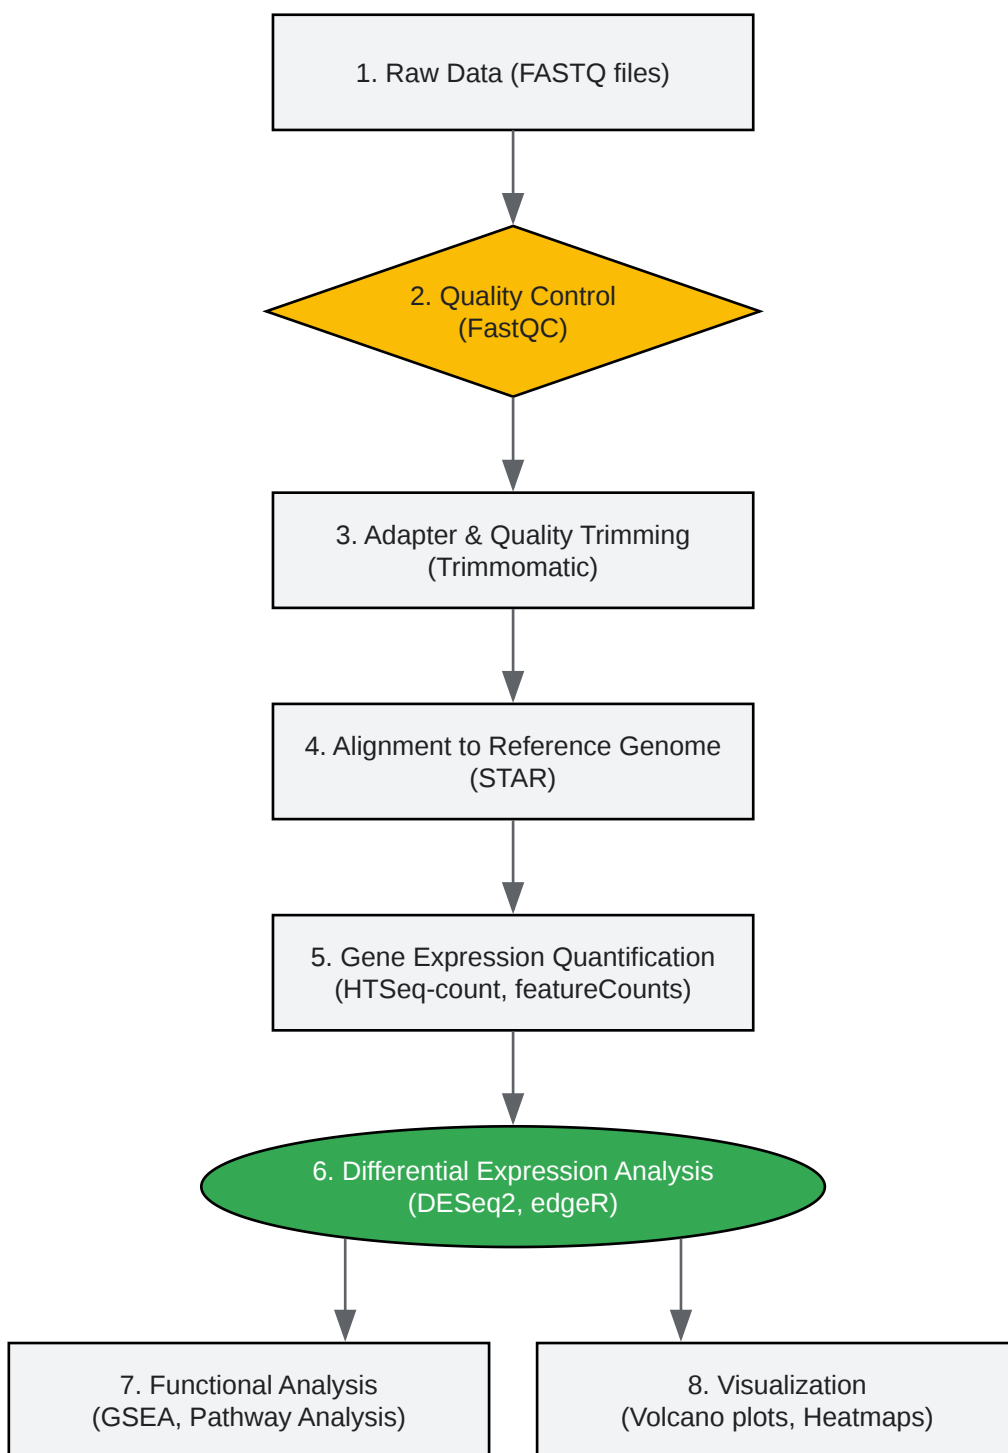 1. Raw Data (FASTQ files)
2. Quality Control
(FastQC)
3. Adapter & Quality Trimming
(Trimmomatic)
4. Alignment to Reference Genome
(STAR)
5. Gene Expression Quantification
(HTSeq-count, featureCounts)
6. Differential Expression Analysis
(DESeq2, edgeR)
7. Functional Analysis
(GSEA, Pathway Analysis)
8. Visualization
(Volcano plots, Heatmaps)